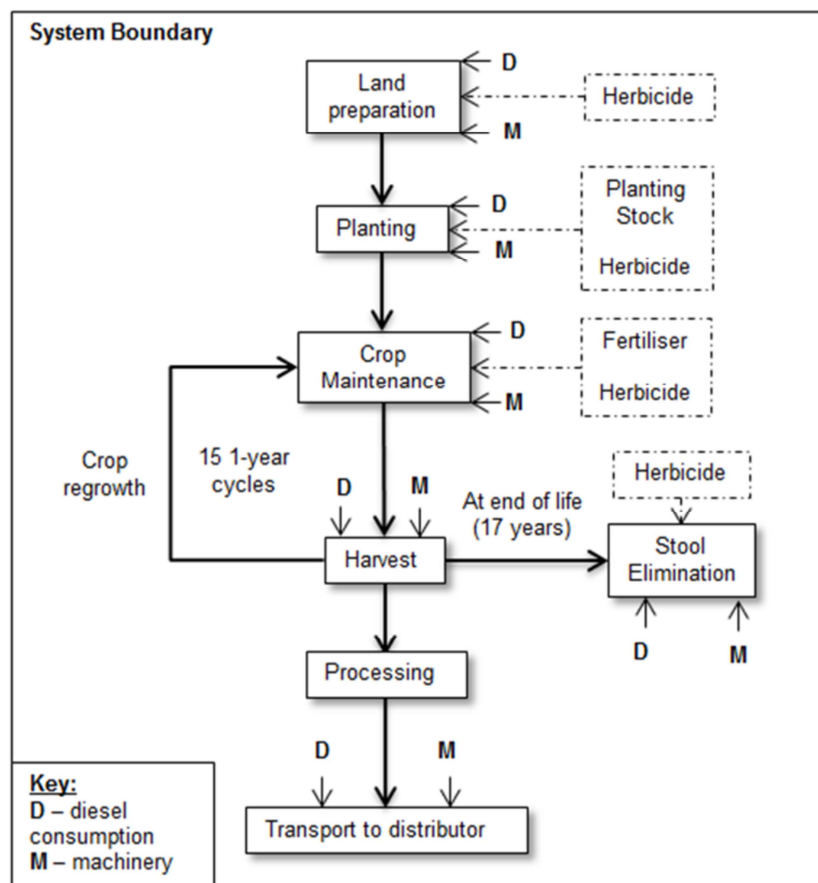 System Boundary
D
Land
preparation
Herbicide
M
D
Planting
M
Planting
Stock
Herbicide
D
Crop
Maintenance
M
Fertiliser
Herbicide
Crop
regrowth
15 1-year
cycles
D
M
Harvest
At end of life
(17 years)
Herbicide
Stool
Elimination
D
M
Processing
D
M
Transport to distributor
Key:
D – diesel
consumption
M – machinery